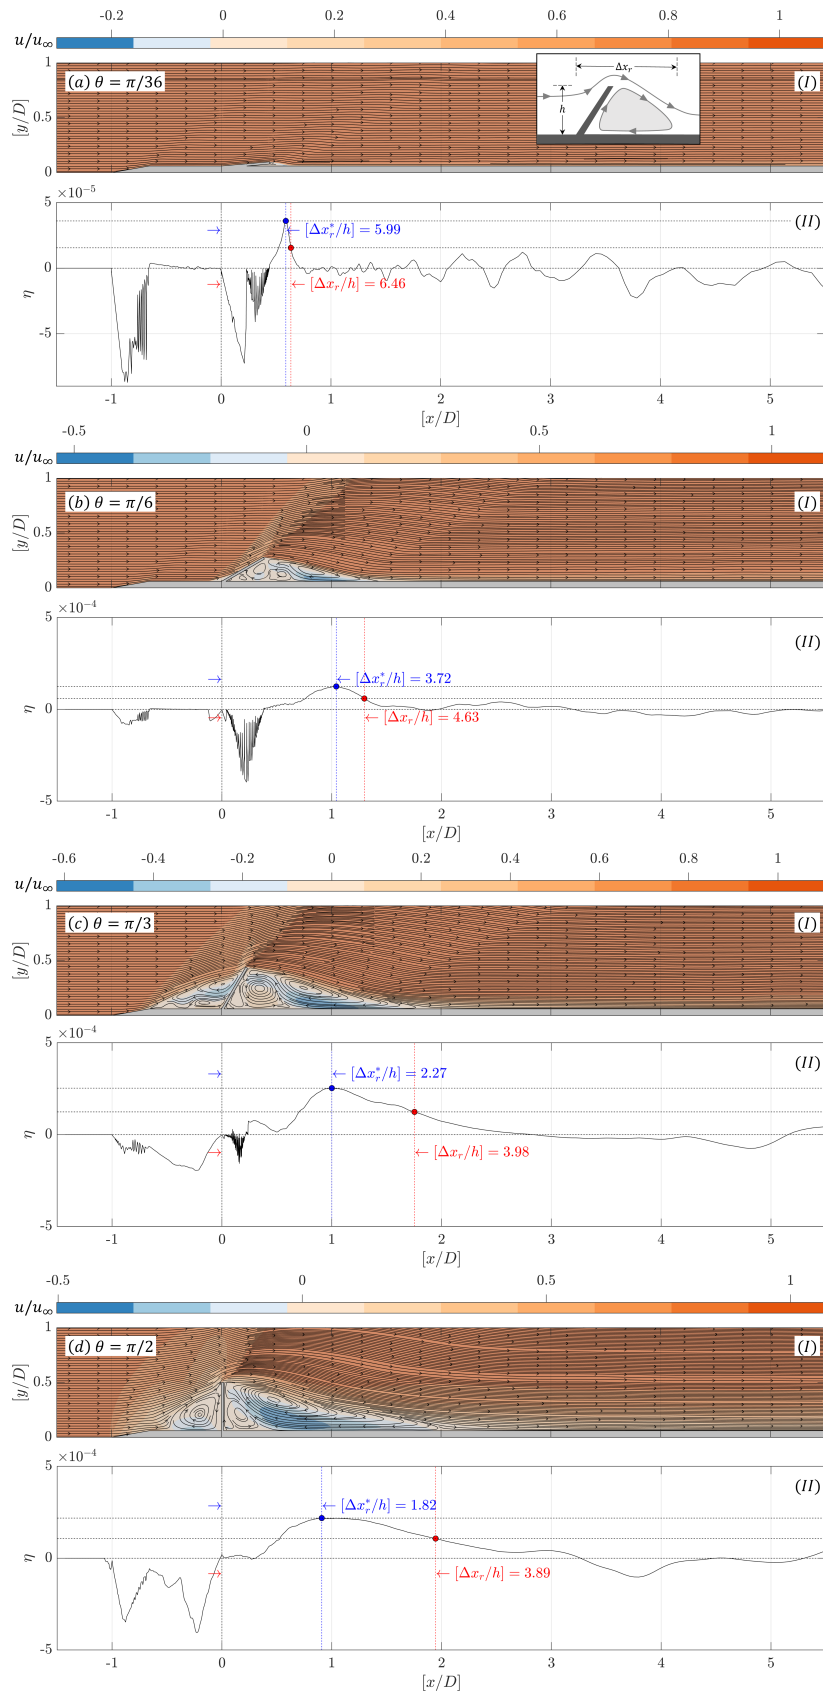 -0.2 0 0.2 0.4 0.6 0.8 1
u/u∞
1
(a) θ = π/36
(I)
Δxᵣ
h
[y/D]
0.5
0
×10⁻⁵
5
(II)
[Δxᵣ*/h] = 5.99
η
0
[Δxᵣ/h] = 6.46
-5
-1 0 1 2 3 4 5
[x/D]
-0.5 0 0.5 1
u/u∞
1
(b) θ = π/6
(I)
[y/D]
0.5
0
×10⁻⁴
5
(II)
[Δxᵣ*/h] = 3.72
η
0
[Δxᵣ/h] = 4.63
-5
-1 0 1 2 3 4 5
[x/D]
-0.6 -0.4 -0.2 0 0.2 0.4 0.6 0.8 1
u/u∞
1
(c) θ = π/3
(I)
[y/D]
0.5
0
×10⁻⁴
5
(II)
[Δxᵣ*/h] = 2.27
η
0
[Δxᵣ/h] = 3.98
-5
-1 0 1 2 3 4 5
[x/D]
-0.5 0 0.5 1
u/u∞
1
(d) θ = π/2
(I)
[y/D]
0.5
0
×10⁻⁴
5
(II)
[Δxᵣ*/h] = 1.82
η
0
[Δxᵣ/h] = 3.89
-5
-1 0 1 2 3 4 5
[x/D]